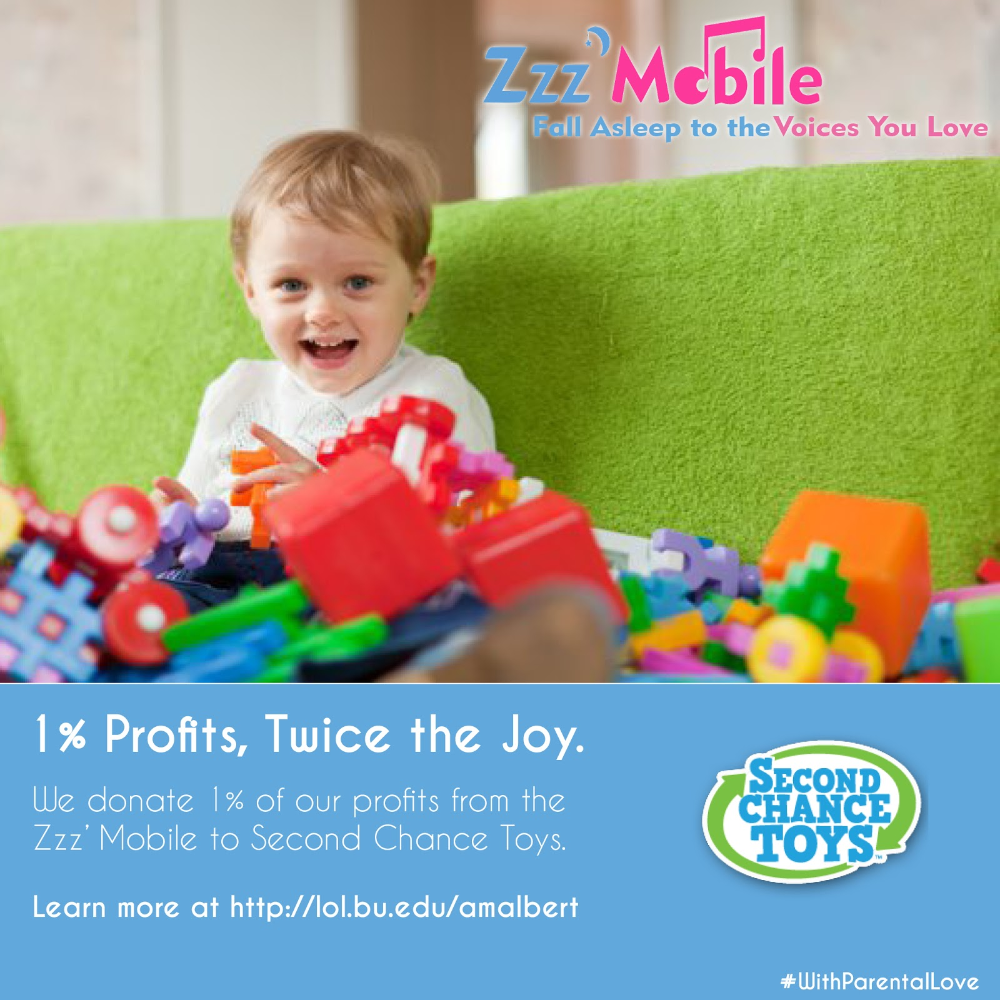 Zzz' Mobile
Fall Asleep to the Voices You Love
1% Profits, Twice the Joy.
We donate 1% of our profits from the
Zzz' Mobile to Second Chance Toys.
Learn more at http://lol.bu.edu/amalbert
SECOND
CHANCE
TOYS™
#WithParentalLove